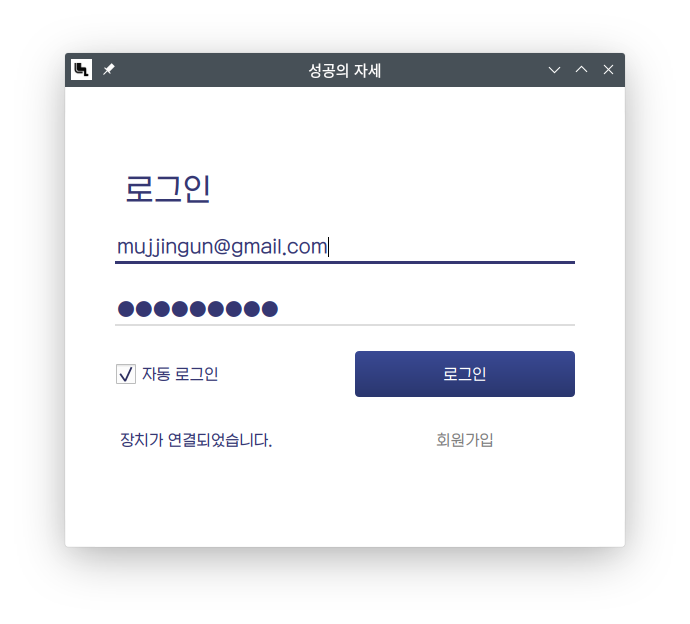 성공의 자세
로그인
mujjingun@gmail.com
●●●●●●●●●
자동 로그인
로그인
장치가 연결되었습니다.
회원가입